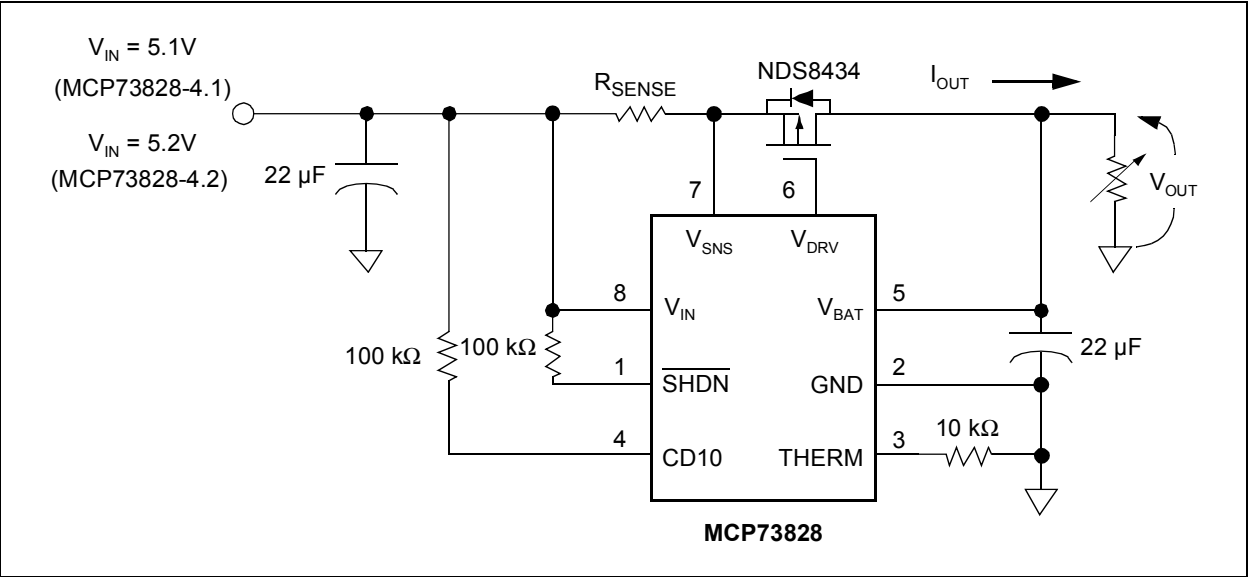 V_IN = 5.1V
(MCP73828-4.1)
V_IN = 5.2V
(MCP73828-4.2)
22 µF
R_SENSE
NDS8434
I_OUT
V_OUT
7
6
V_SNS
V_DRV
8
V_IN
V_BAT
5
100 kΩ
100 kΩ
22 µF
1
SHDN
GND
2
10 kΩ
4
CD10
THERM
3
MCP73828